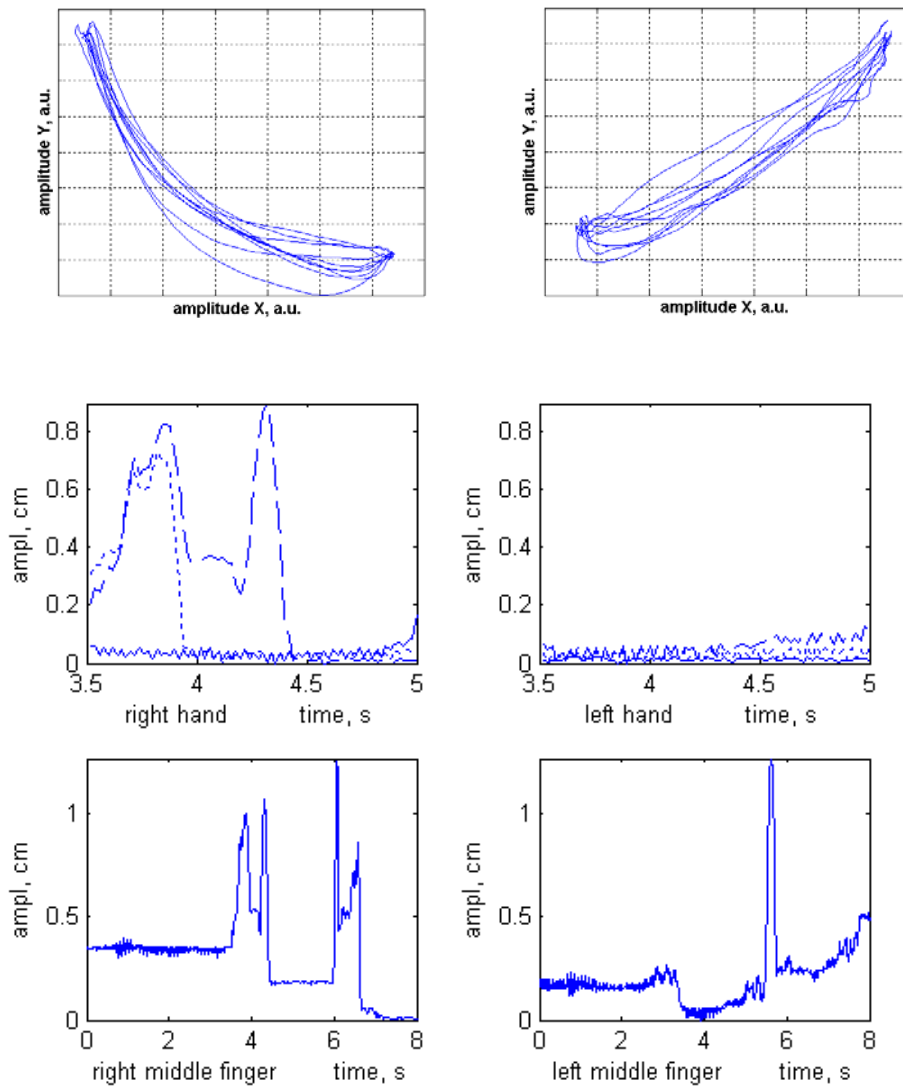 amplitude Y, a.u.
amplitude X, a.u.
amplitude Y, a.u.
amplitude X, a.u.
ampl, cm
0.8
0.6
0.4
0.2
0
3.5 4 4.5 5
right hand time, s
ampl, cm
0.8
0.6
0.4
0.2
0
3.5 4 4.5 5
left hand time, s
ampl, cm
1
0.5
0
0 2 4 6 8
right middle finger time, s
ampl, cm
1
0.5
0
0 2 4 6 8
left middle finger time, s